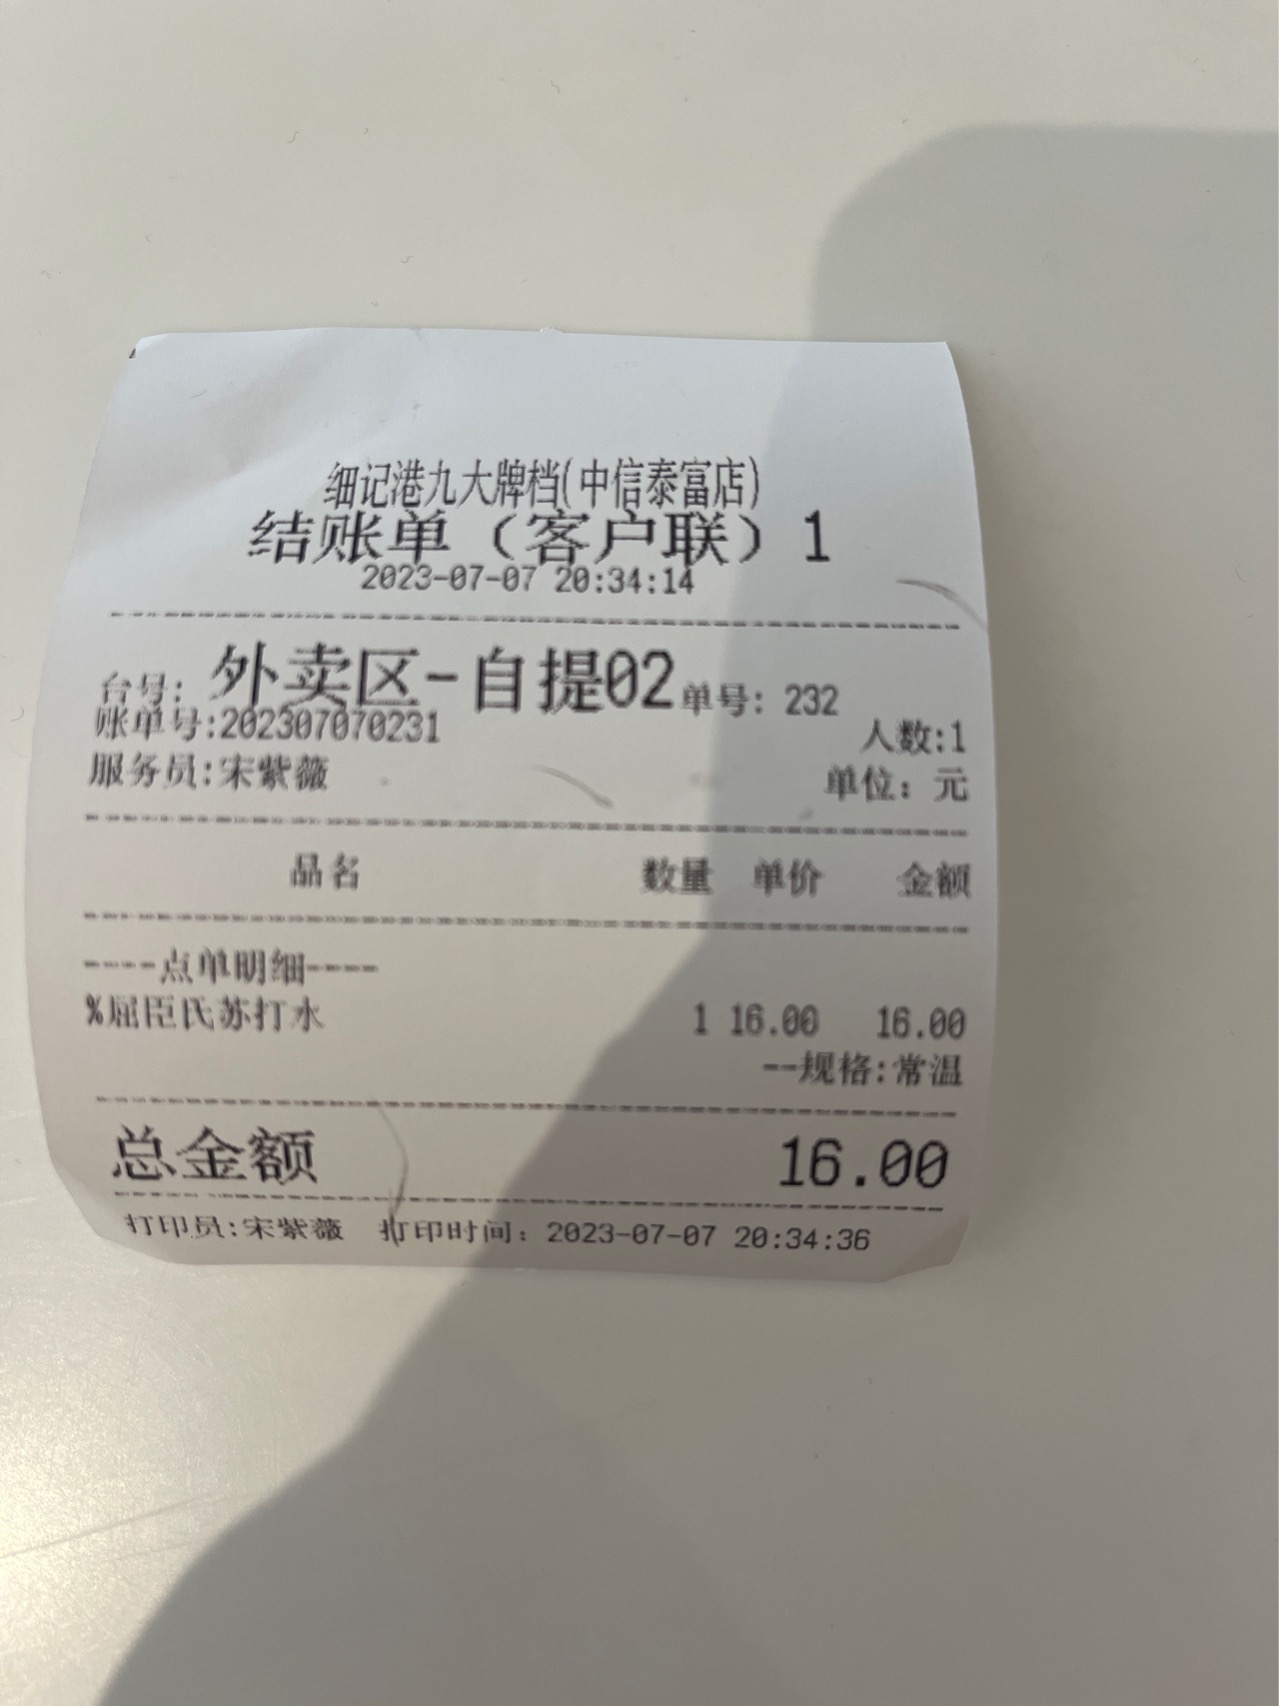 细记港九大牌档(中信泰富店)
结账单（客户联）1
2023-07-07 20:34:14
台号: 外卖区-自提02 单号: 232
账单号:202307070231 人数:1
服务员:宋紫薇 单位: 元
品名 数量 单价 金额
----点单明细----
%屈臣氏苏打水 1 16.00 16.00
--规格:常温
总金额 16.00
打印员:宋紫薇 打印时间: 2023-07-07 20:34:36